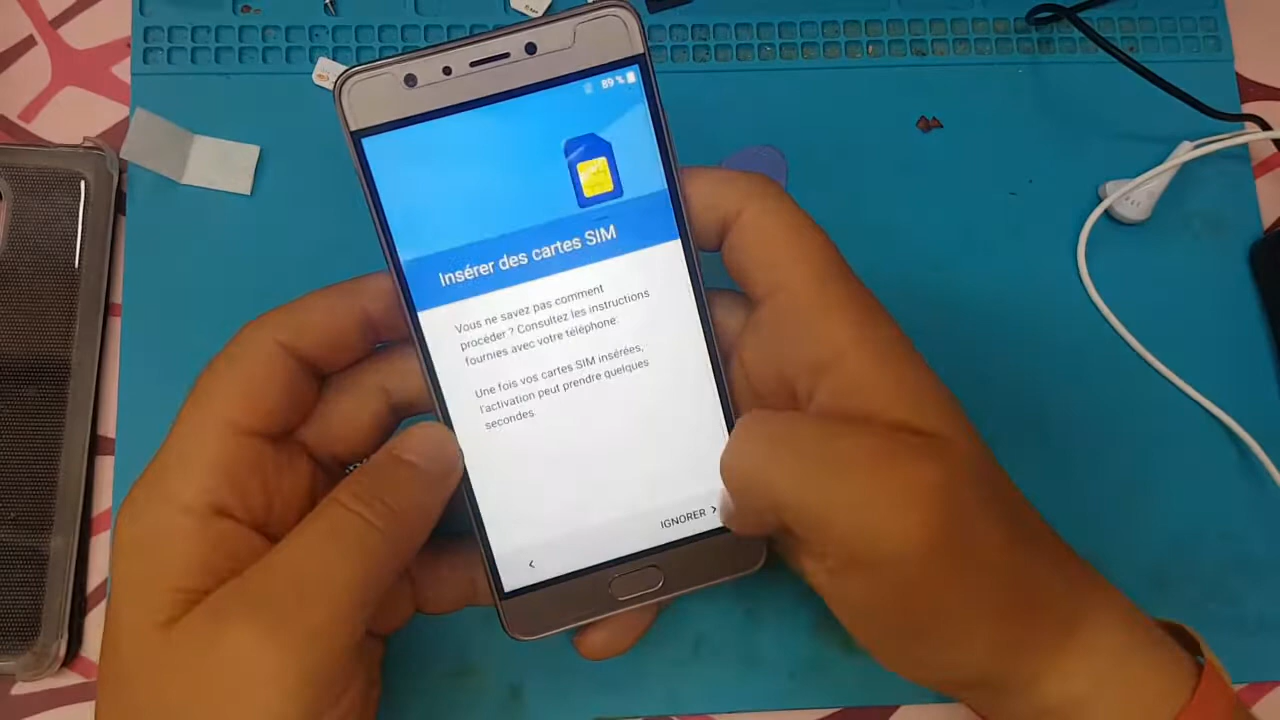 89 %
Insérer des cartes SIM
Vous ne savez pas comment
procéder ? Consultez les instructions
fournies avec votre téléphone.
Une fois vos cartes SIM insérées,
l'activation peut prendre quelques
secondes.
IGNORER